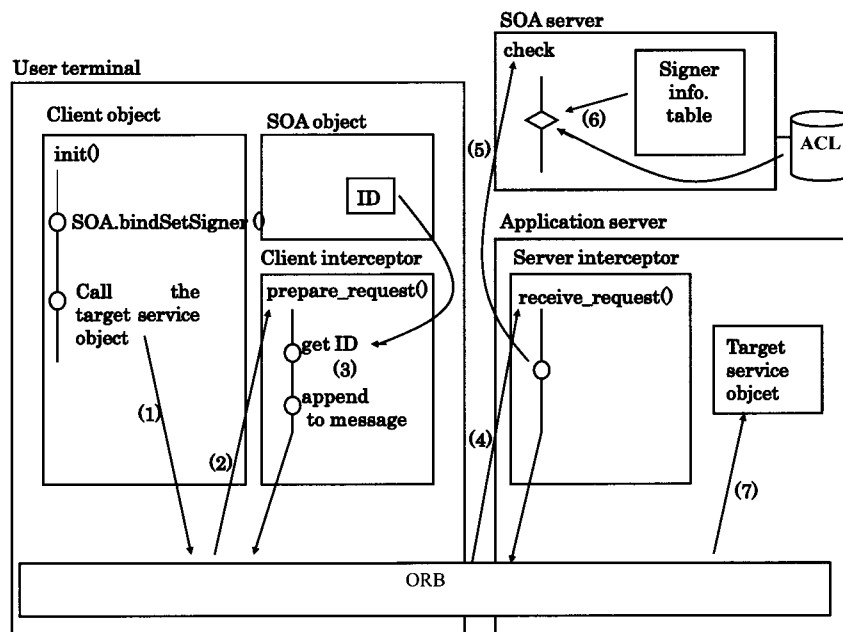 SOA server
check
Signer
info.
table
(6)
ACL
(5)
User terminal
Client object
init()
SOA.bindSetSigner ()
Call the
target service
object
(1)
SOA object
ID
Client interceptor
prepare_request()
get ID
(3)
append
to message
(2)
(4)
Application server
Server interceptor
receive_request()
Target
service
objcet
(7)
ORB